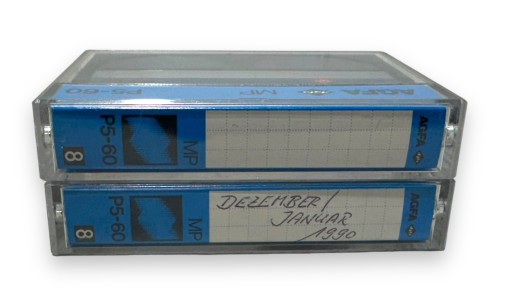 AGFA MP P5-60
8 P5-60 MP AGFA
8 P5-60 MP AGFA
DEZEMBER/
JANUAR
1990